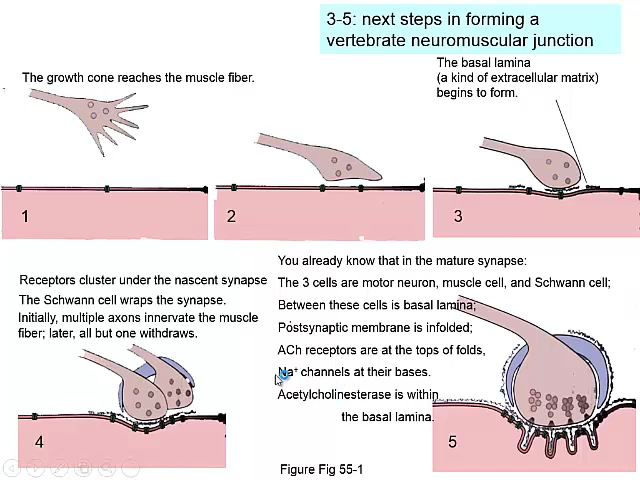 3-5: next steps in forming a
vertebrate neuromuscular junction
The growth cone reaches the muscle fiber.
The basal lamina
(a kind of extracellular matrix)
begins to form.
1
2
3
Receptors cluster under the nascent synapse
The Schwann cell wraps the synapse.
Initially, multiple axons innervate the muscle
fiber; later, all but one withdraws.
4
You already know that in the mature synapse:
The 3 cells are motor neuron, muscle cell, and Schwann cell;
Between these cells is basal lamina;
Postsynaptic membrane is infolded;
ACh receptors are at the tops of folds,
Na⁺ channels at their bases.
Acetylcholinesterase is within
the basal lamina.
5
Figure Fig 55-1